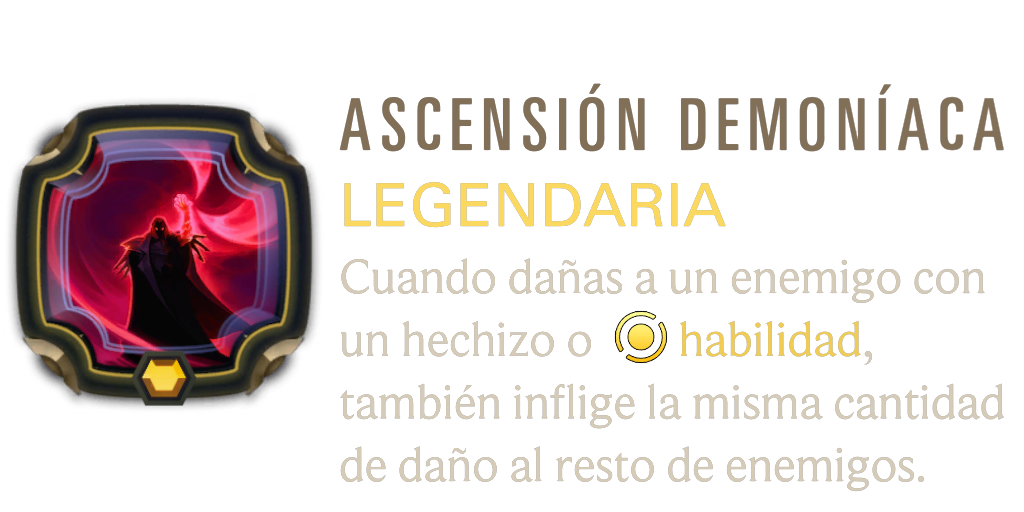 ASCENSIÓN DEMONÍACA
LEGENDARIA
Cuando dañas a un enemigo con
un hechizo o habilidad,
también inflige la misma cantidad
de daño al resto de enemigos.